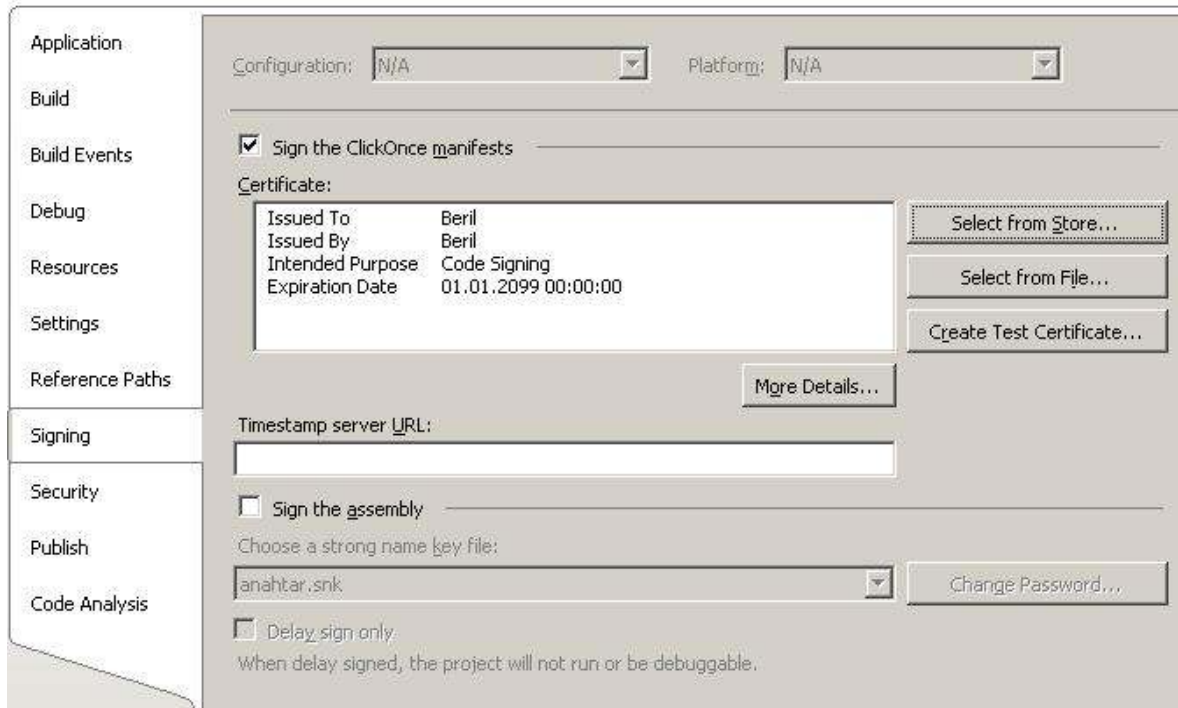 Application
Build
Build Events
Debug
Resources
Settings
Reference Paths
Signing
Security
Publish
Code Analysis
Configuration: N/A Platform: N/A
Sign the ClickOnce manifests
Certificate:
Issued To Beril
Issued By Beril
Intended Purpose Code Signing
Expiration Date 01.01.2099 00:00:00
Select from Store...
Select from File...
Create Test Certificate...
More Details...
Timestamp server URL:
Sign the assembly
Choose a strong name key file:
anahtar.snk
Change Password...
Delay sign only
When delay signed, the project will not run or be debuggable.